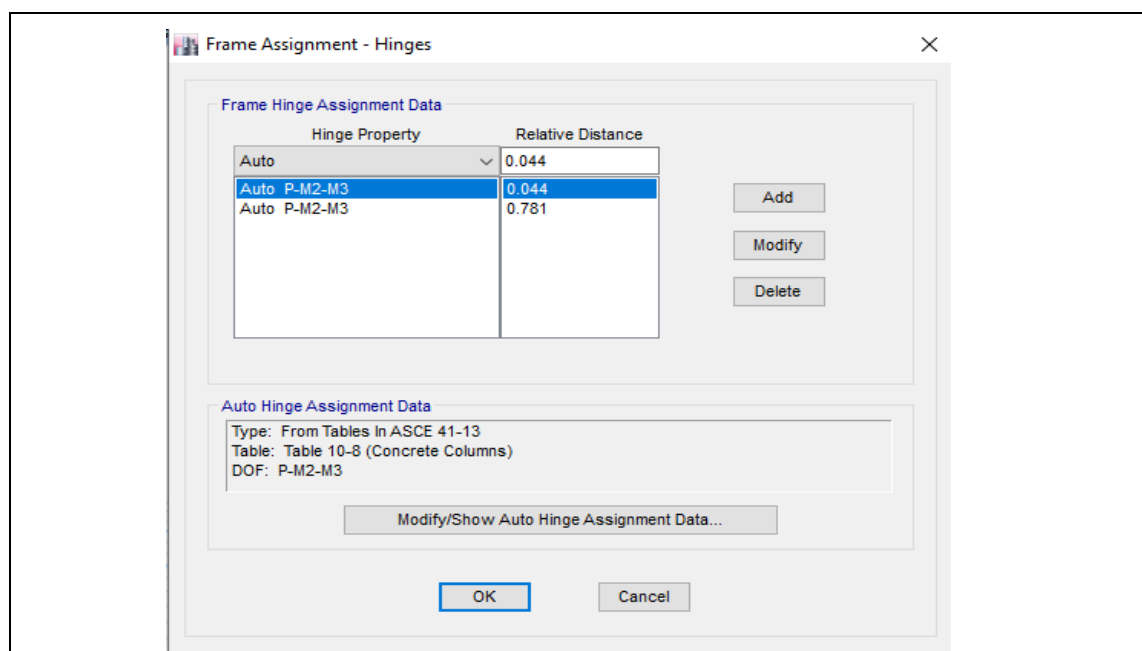 Frame Assignment - Hinges
Frame Hinge Assignment Data
Hinge Property Relative Distance
Auto 0.044
Auto P-M2-M3 0.044
Auto P-M2-M3 0.781
Add
Modify
Delete
Auto Hinge Assignment Data
Type: From Tables In ASCE 41-13
Table: Table 10-8 (Concrete Columns)
DOF: P-M2-M3
Modify/Show Auto Hinge Assignment Data...
OK Cancel